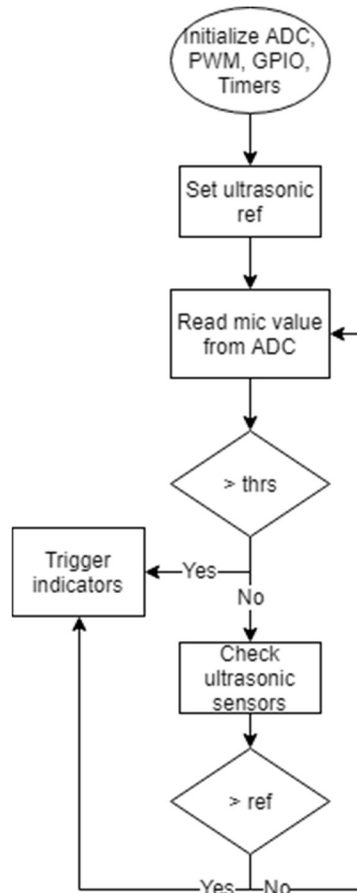 Initialize ADC,
PWM, GPIO,
Timers
Set ultrasonic
ref
Read mic value
from ADC
> thrs
Trigger
indicators
Yes
No
Check
ultrasonic
sensors
> ref
Yes
No